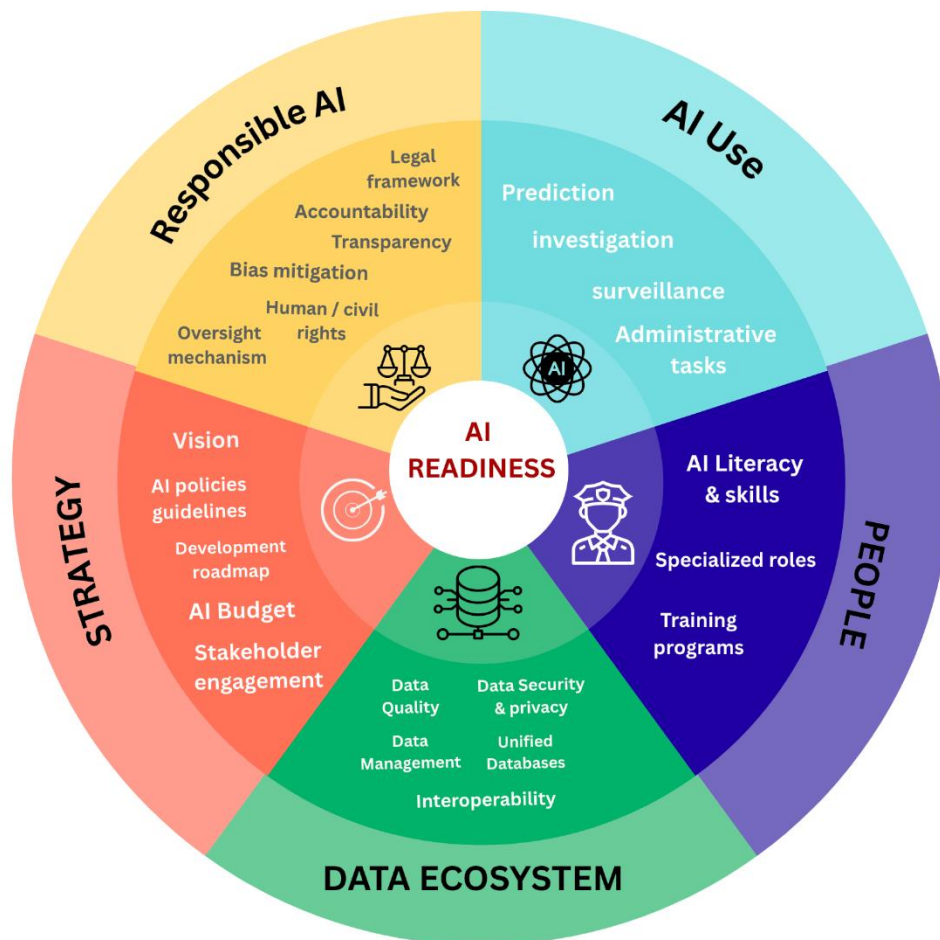 Responsible AI
Legal
framework
Accountability
Transparency
Bias mitigation
Human / civil
rights
Oversight
mechanism
AI Use
Prediction
investigation
surveillance
Administrative
tasks
AI
AI
READINESS
PEOPLE
AI Literacy
& skills
Specialized roles
Training
programs
DATA ECOSYSTEM
Data
Quality
Data Security
& privacy
Data
Management
Unified
Databases
Interoperability
STRATEGY
Vision
AI policies
guidelines
Development
roadmap
AI Budget
Stakeholder
engagement